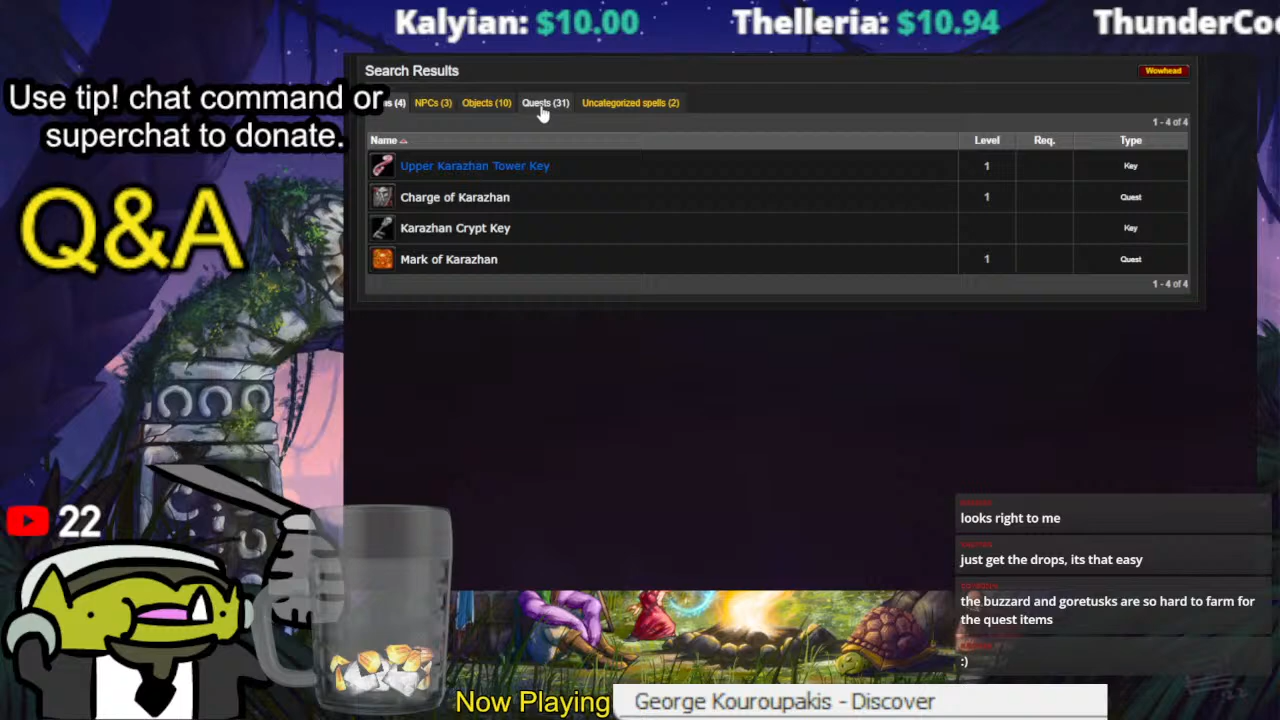 Kalyian: $10.00 Thelleria: $10.94
Search Results
Wowhead
Use tip! chat command or
superchat to donate.
(4) NPCs (3) Objects (10) Quests (31) Uncategorized spells (2)
1 - 4 of 4
Name Level Req. Type
Upper Karazhan Tower Key 1 Key
Charge of Karazhan 1 Quest
Karazhan Crypt Key Key
Mark of Karazhan 1 Quest
1 - 4 of 4
Q&A
22
looks right to me
just get the drops, its that easy
the buzzard and goretusks are so hard to farm for
the quest items
:)
Now Playing George Kouroupakis - Discover